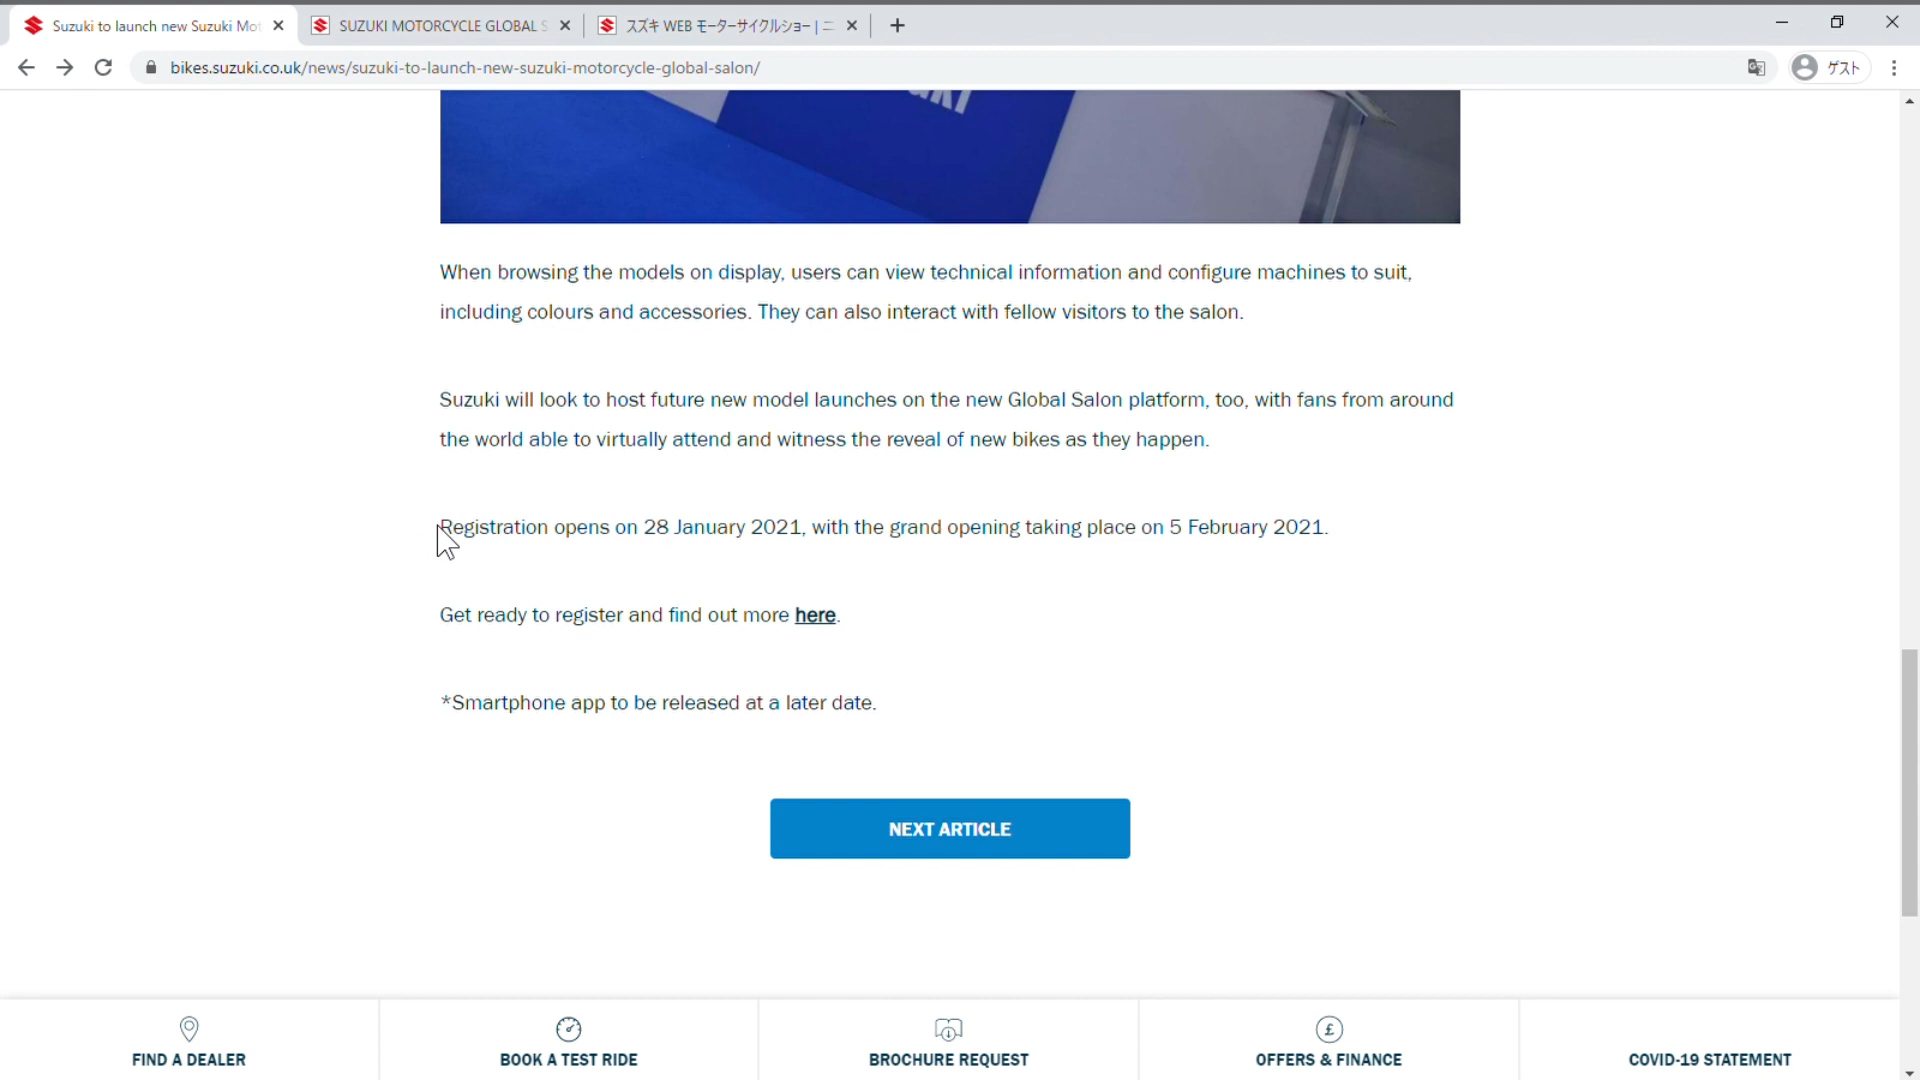 Suzuki to launch new Suzuki Mot
SUZUKI MOTORCYCLE GLOBAL S
スズキ WEB モーターサイクルショー | ニ
bikes.suzuki.co.uk/news/suzuki-to-launch-new-suzuki-motorcycle-global-salon/
ゲスト
When browsing the models on display, users can view technical information and configure machines to suit,
including colours and accessories. They can also interact with fellow visitors to the salon.
Suzuki will look to host future new model launches on the new Global Salon platform, too, with fans from around
the world able to virtually attend and witness the reveal of new bikes as they happen.
Registration opens on 28 January 2021, with the grand opening taking place on 5 February 2021.
Get ready to register and find out more here.
*Smartphone app to be released at a later date.
NEXT ARTICLE
FIND A DEALER
BOOK A TEST RIDE
BROCHURE REQUEST
OFFERS & FINANCE
COVID-19 STATEMENT